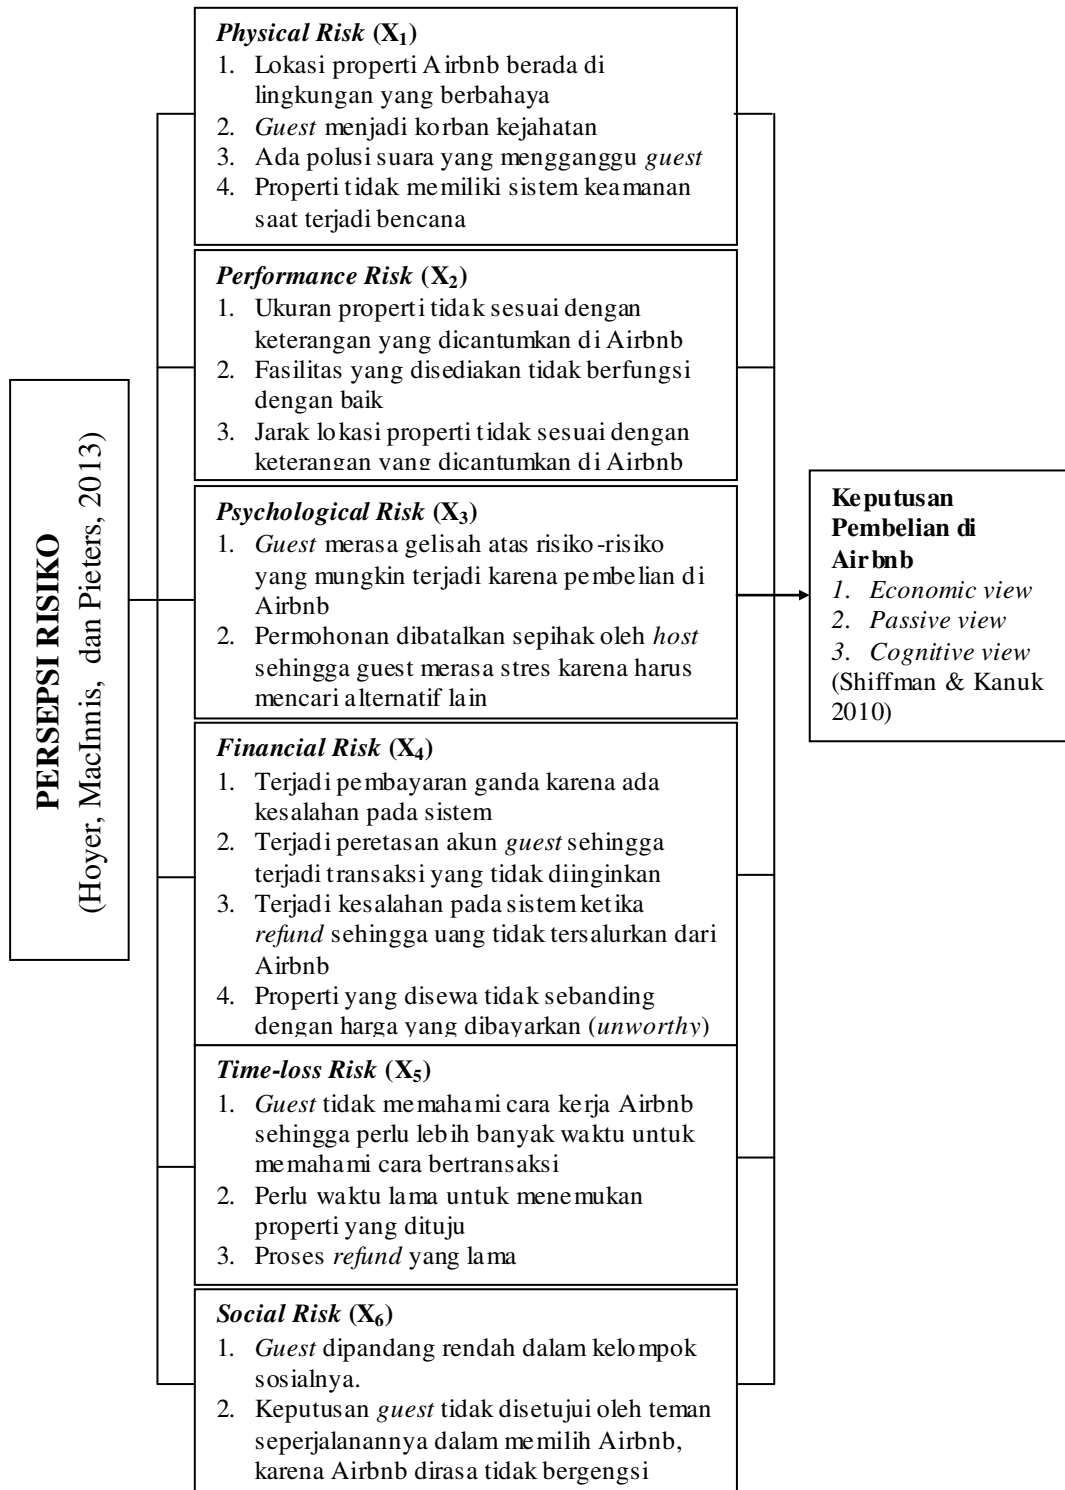 PERSEPSI RISIKO
(Hoyer, MacInnis, dan Pieters, 2013)
Physical Risk (X1)
1. Lokasi properti Airbnb berada di
lingkungan yang berbahaya
2. Guest menjadi korban kejahatan
3. Ada polusi suara yang mengganggu guest
4. Properti tidak memiliki sistem keamanan
saat terjadi bencana
Performance Risk (X2)
1. Ukuran properti tidak sesuai dengan
keterangan yang dicantumkan di Airbnb
2. Fasilitas yang disediakan tidak berfungsi
dengan baik
3. Jarak lokasi properti tidak sesuai dengan
keterangan yang dicantumkan di Airbnb
Psychological Risk (X3)
1. Guest merasa gelisah atas risiko-risiko
yang mungkin terjadi karena pembelian di
Airbnb
2. Permohonan dibatalkan sepihak oleh host
sehingga guest merasa stres karena harus
mencari alternatif lain
Financial Risk (X4)
1. Terjadi pembayaran ganda karena ada
kesalahan pada sistem
2. Terjadi peretasan akun guest sehingga
terjadi transaksi yang tidak diinginkan
3. Terjadi kesalahan pada sistem ketika
refund sehingga uang tidak tersalurkan dari
Airbnb
4. Properti yang disewa tidak sebanding
dengan harga yang dibayarkan (unworthy)
Time-loss Risk (X5)
1. Guest tidak memahami cara kerja Airbnb
sehingga perlu lebih banyak waktu untuk
memahami cara bertransaksi
2. Perlu waktu lama untuk menemukan
properti yang dituju
3. Proses refund yang lama
Social Risk (X6)
1. Guest dipandang rendah dalam kelompok
sosialnya.
2. Keputusan guest tidak disetujui oleh teman
seperjalanannya dalam memilih Airbnb,
karena Airbnb dirasa tidak bergengsi
Keputusan
Pembelian di
Airbnb
1. Economic view
2. Passive view
3. Cognitive view
(Shiffman & Kanuk
2010)